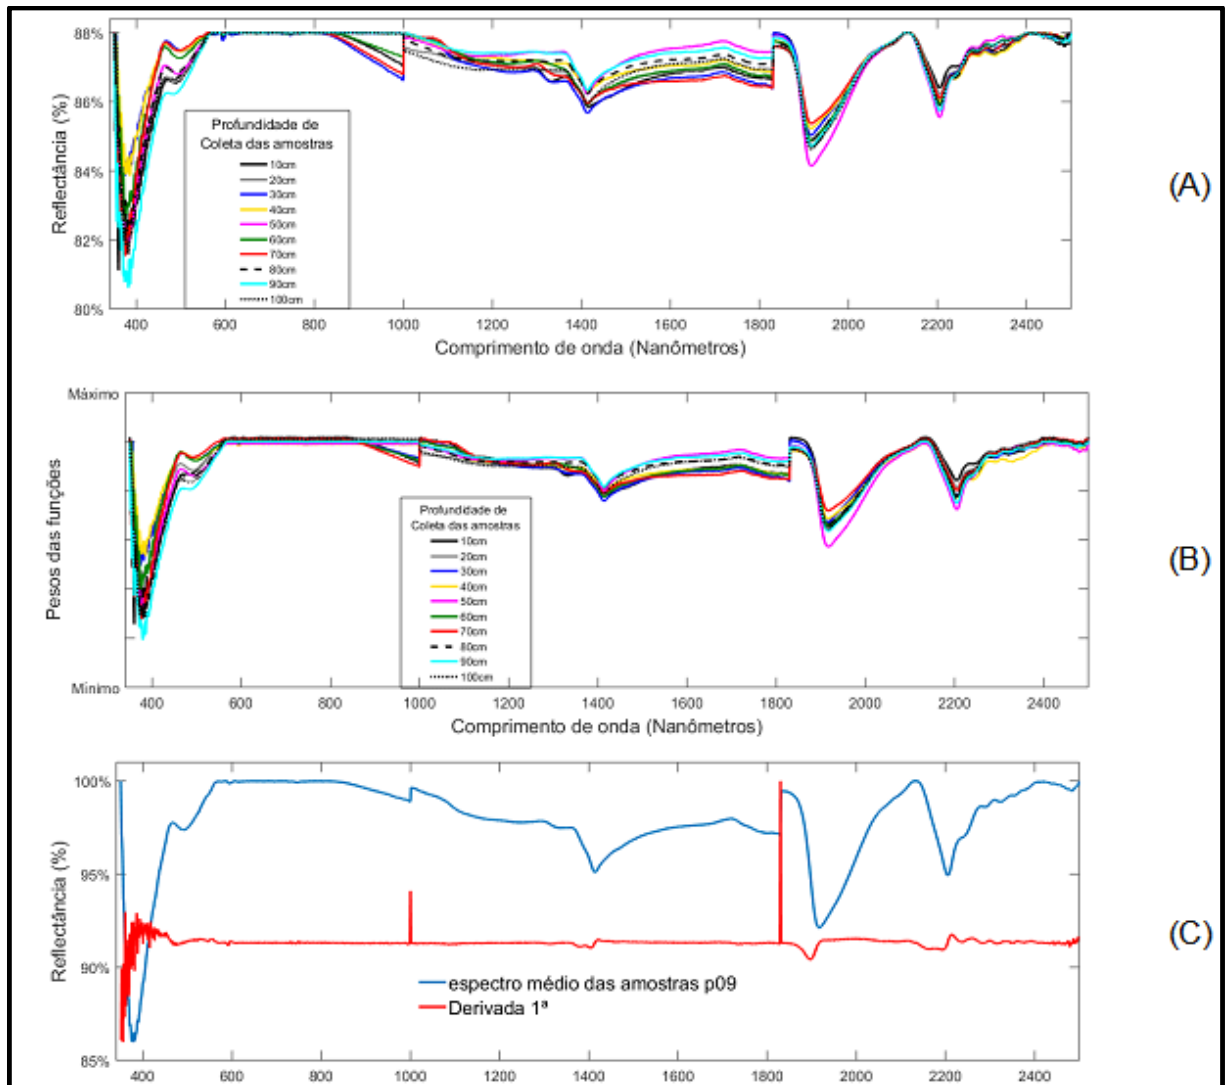 88%
86%
84%
82%
80%
Reflectância (%)
Profundidade de
Coleta das amostras
10cm
20cm
30cm
40cm
50cm
60cm
70cm
80cm
90cm
100cm
400 600 800 1000 1200 1400 1600 1800 2000 2200 2400
Comprimento de onda (Nanômetros)
(A)
Máximo
Pesos das funções
Mínimo
Profundidade de
Coleta das amostras
10cm
20cm
30cm
40cm
50cm
60cm
70cm
80cm
90cm
100cm
400 600 800 1000 1200 1400 1600 1800 2000 2200 2400
Comprimento de onda (Nanômetros)
(B)
100%
95%
90%
85%
Reflectância (%)
espectro médio das amostras p09
Derivada 1ª
400 600 800 1000 1200 1400 1600 1800 2000 2200 2400
(C)